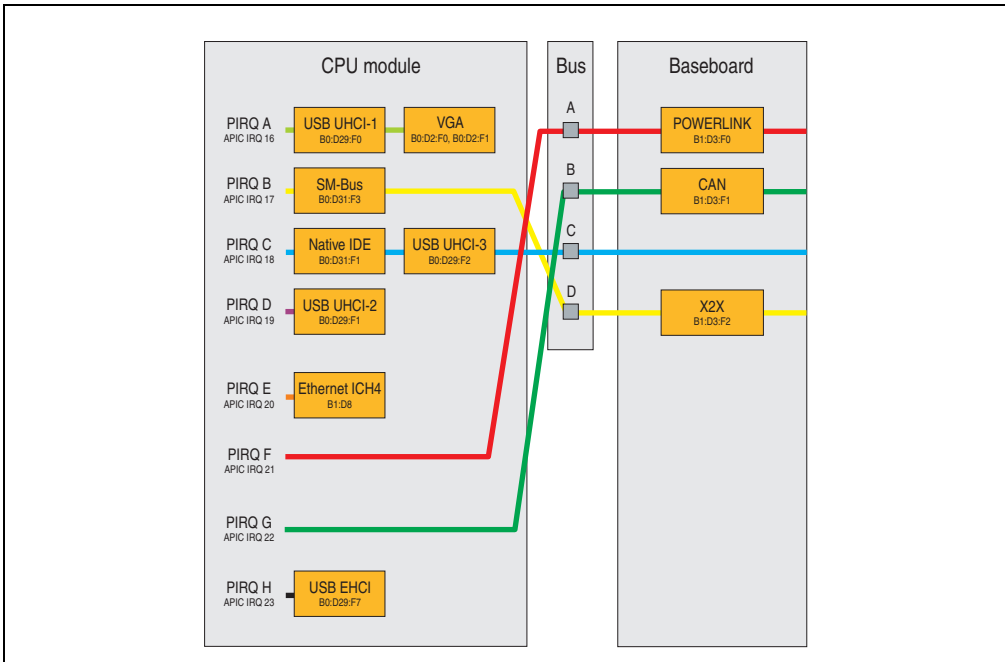 CPU module
Bus
Baseboard
PIRQ A
APIC IRQ 16
USB UHCI-1
B0:D29:F0
VGA
B0:D2:F0, B0:D2:F1
A
POWERLINK
B1:D3:F0
PIRQ B
APIC IRQ 17
SM-Bus
B0:D31:F3
B
CAN
B1:D3:F1
PIRQ C
APIC IRQ 18
Native IDE
B0:D31:F1
USB UHCI-3
B0:D29:F2
C
PIRQ D
APIC IRQ 19
USB UHCI-2
B0:D29:F1
D
X2X
B1:D3:F2
PIRQ E
APIC IRQ 20
Ethernet ICH4
B1:D8
PIRQ F
APIC IRQ 21
PIRQ G
APIC IRQ 22
PIRQ H
APIC IRQ 23
USB EHCI
B0:D29:F7